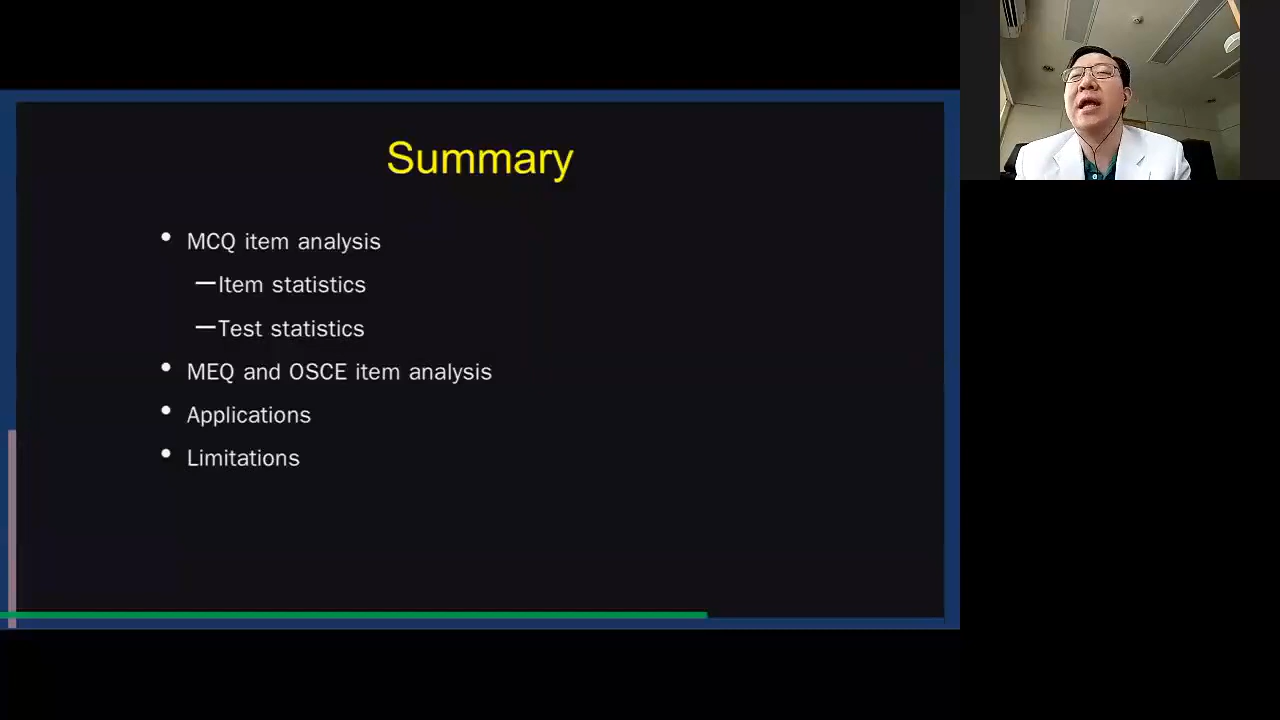 Summary
• MCQ item analysis
—Item statistics
—Test statistics
• MEQ and OSCE item analysis
• Applications
• Limitations